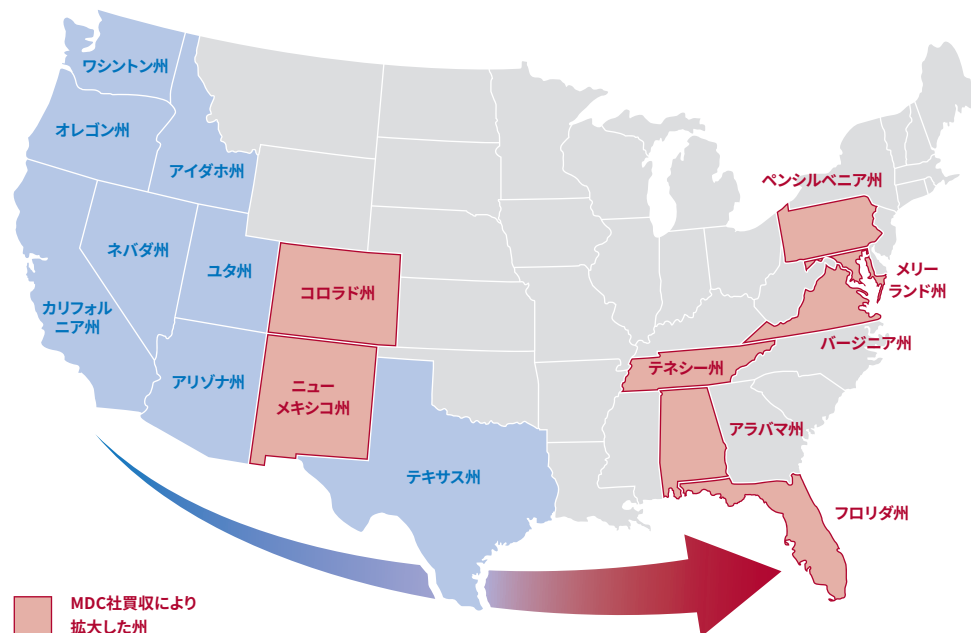 ワシントン州
オレゴン州
アイダホ州
ネバダ州
ユタ州
カリフォル
ニア州
アリゾナ州
コロラド州
ニュー
メキシコ州
テキサス州
ペンシルベニア州
メリー
ランド州
バージニア州
テネシー州
アラバマ州
フロリダ州
MDC社買収により
拡大した州